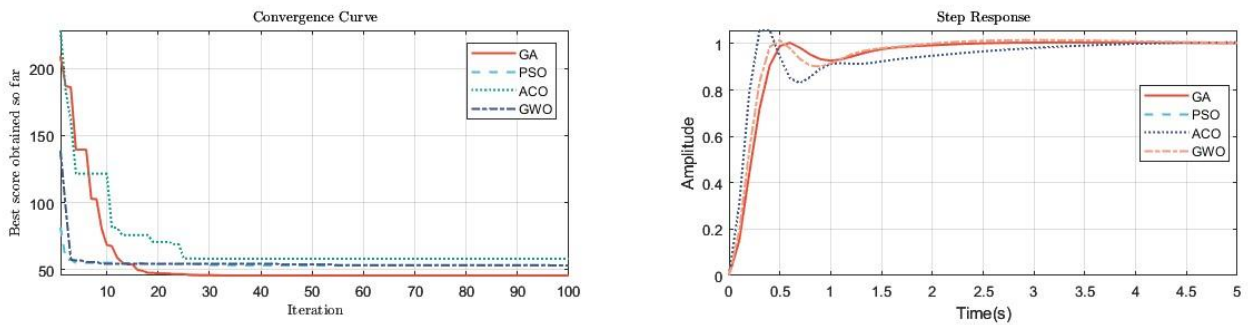 Convergence Curve
Best score obtained so far
200
150
100
50
GA
PSO
ACO
GWO
10 20 30 40 50 60 70 80 90 100
Iteration
Step Response
Amplitude
1
0.8
0.6
0.4
0.2
0
GA
PSO
ACO
GWO
0 0.5 1 1.5 2 2.5 3 3.5 4 4.5 5
Time(s)